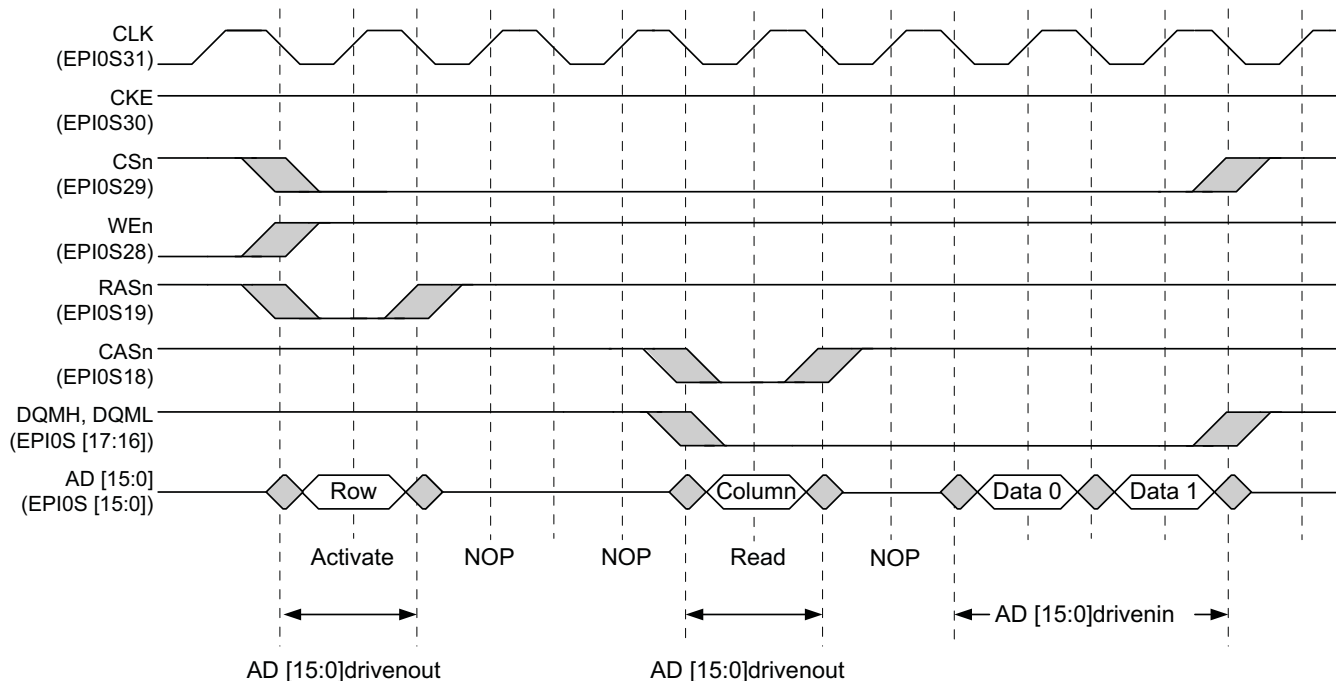 CLK
(EPI0S31)
CKE
(EPI0S30)
CSn
(EPI0S29)
WEn
(EPI0S28)
RASn
(EPI0S19)
CASn
(EPI0S18)
DQMH, DQML
(EPI0S [17:16])
AD [15:0]
(EPI0S [15:0])
Row
Column
Data 0
Data 1
Activate
NOP
NOP
Read
NOP
AD [15:0]drivenin
AD [15:0]drivenout
AD [15:0]drivenout